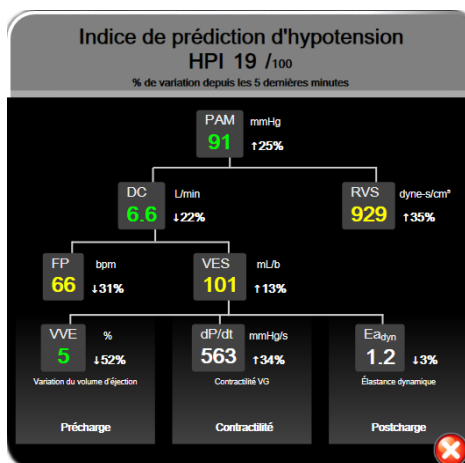 Indice de prédiction d'hypotension
HPI 19 /100
% de variation depuis les 5 dernières minutes
PAM mmHg
91 ↑25%
DC L/min
6.6 ↓22%
RVS dyne-s/cm⁵
929 ↑35%
FP bpm
66 ↓31%
VES mL/b
101 ↑13%
VVE %
5 ↓52%
Variation du volume d'éjection
Précharge
dP/dt mmHg/s
563 ↑34%
Contractilité VG
Contractilité
Eadyn
1.2 ↓3%
Élastance dynamique
Postcharge